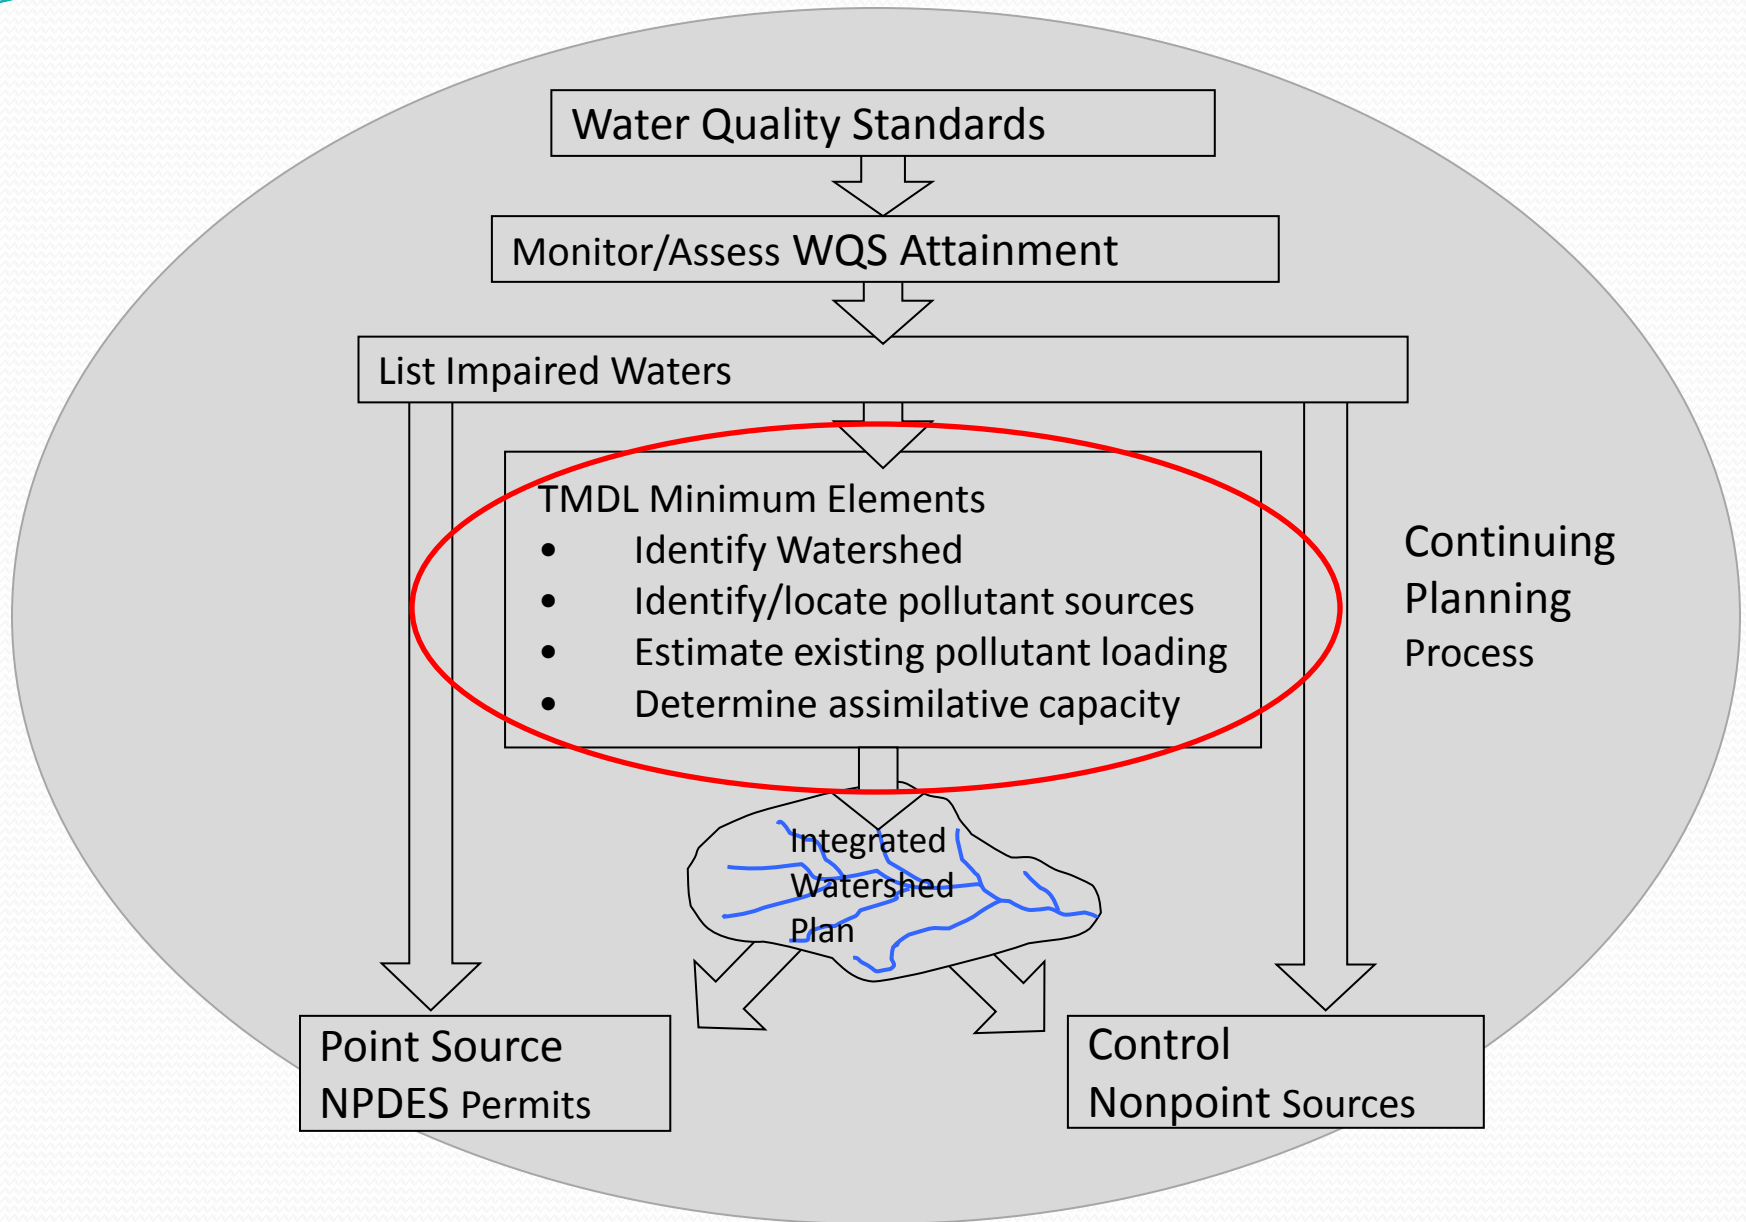 Water Quality Standards
Monitor/Assess WQS Attainment
List Impaired Waters
TMDL Minimum Elements
• Identify Watershed
• Identify/locate pollutant sources
• Estimate existing pollutant loading
• Determine assimilative capacity
Continuing
Planning
Process
Integrated
Watershed
Plan
Point Source
NPDES Permits
Control
Nonpoint Sources